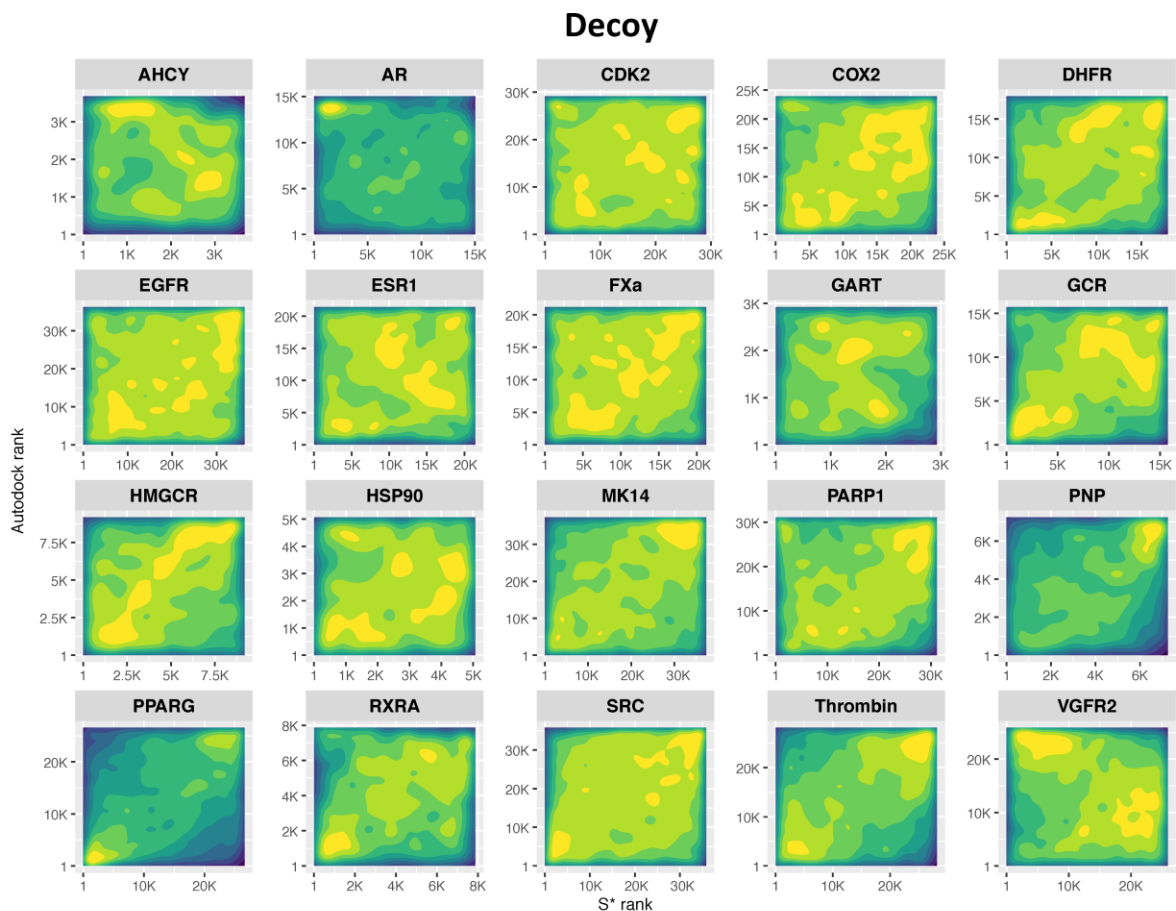 Decoy
AHCY AR CDK2 COX2 DHFR
3K
2K
1K
1
1 1K 2K 3K
15K
10K
5K
1
1 5K 10K 15K
30K
20K
10K
1
1 10K 20K 30K
25K
20K
15K
10K
5K
1
1 5K 10K 15K 20K 25K
15K
10K
5K
1
1 5K 10K 15K
EGFR ESR1 FXa GART GCR
30K
20K
10K
1
1 10K 20K 30K
20K
15K
10K
5K
1
1 5K 10K 15K 20K
20K
15K
10K
5K
1
1 5K 10K 15K 20K
3K
2K
1K
1
1 1K 2K 3K
15K
10K
5K
1
1 5K 10K 15K
Autodock rank
HMGCR HSP90 MK14 PARP1 PNP
7.5K
5K
2.5K
1
1 2.5K 5K 7.5K
5K
4K
3K
2K
1K
1
1 1K 2K 3K 4K 5K
30K
20K
10K
1
1 10K 20K 30K
30K
20K
10K
1
1 10K 20K 30K
6K
4K
2K
1
1 2K 4K 6K
PPARG RXRA SRC Thrombin VGFR2
20K
10K
1
1 10K 20K
8K
6K
4K
2K
1
1 2K 4K 6K 8K
30K
20K
10K
1
1 10K 20K 30K
20K
10K
1
1 10K 20K
20K
10K
1
1 10K 20K
S* rank